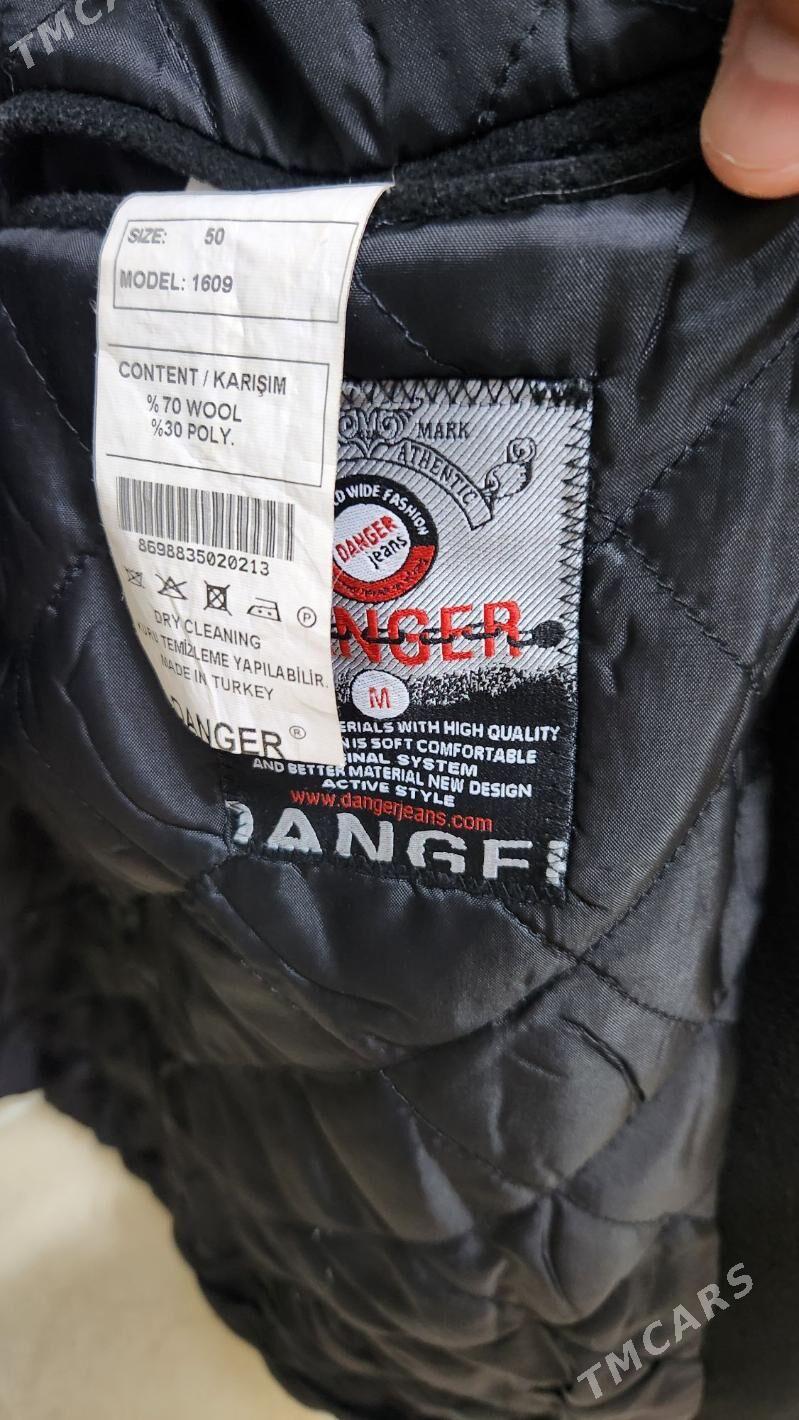 TMCARS
SIZE: 50
MODEL: 1609
CONTENT / KARIŞIM
%70 WOOL
%30 POLY.
8698835020213
P
DRY CLEANING
KURU TEMİZLEME YAPILABİLİR.
MADE IN TURKEY
DANGER®
MARK
ATHENTIC
WIDE FASHION
DANGER
jeans
NGER
M
WITH HIGH QUALITY
IS SOFT COMFORTABLE
SYSTEM
AND BETTER MATERIAL NEW DESIGN
ACTIVE STYLE
www.dangerjeans.com
DANGE
TMCARS